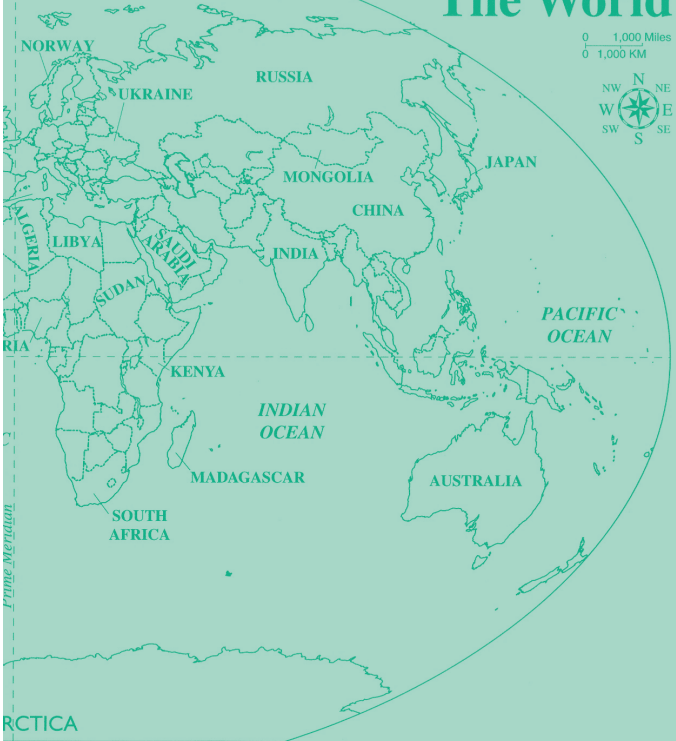 The World
0 1,000 Miles
0 1,000 KM
N
NW NE
W E
SW SE
S
NORWAY
RUSSIA
UKRAINE
JAPAN
MONGOLIA
CHINA
ALGERIA
LIBYA
SAUDI
ARABIA
INDIA
SUDAN
PACIFIC
OCEAN
RIA
KENYA
INDIAN
OCEAN
MADAGASCAR
AUSTRALIA
SOUTH
AFRICA
Prime Meridian
RCTICA